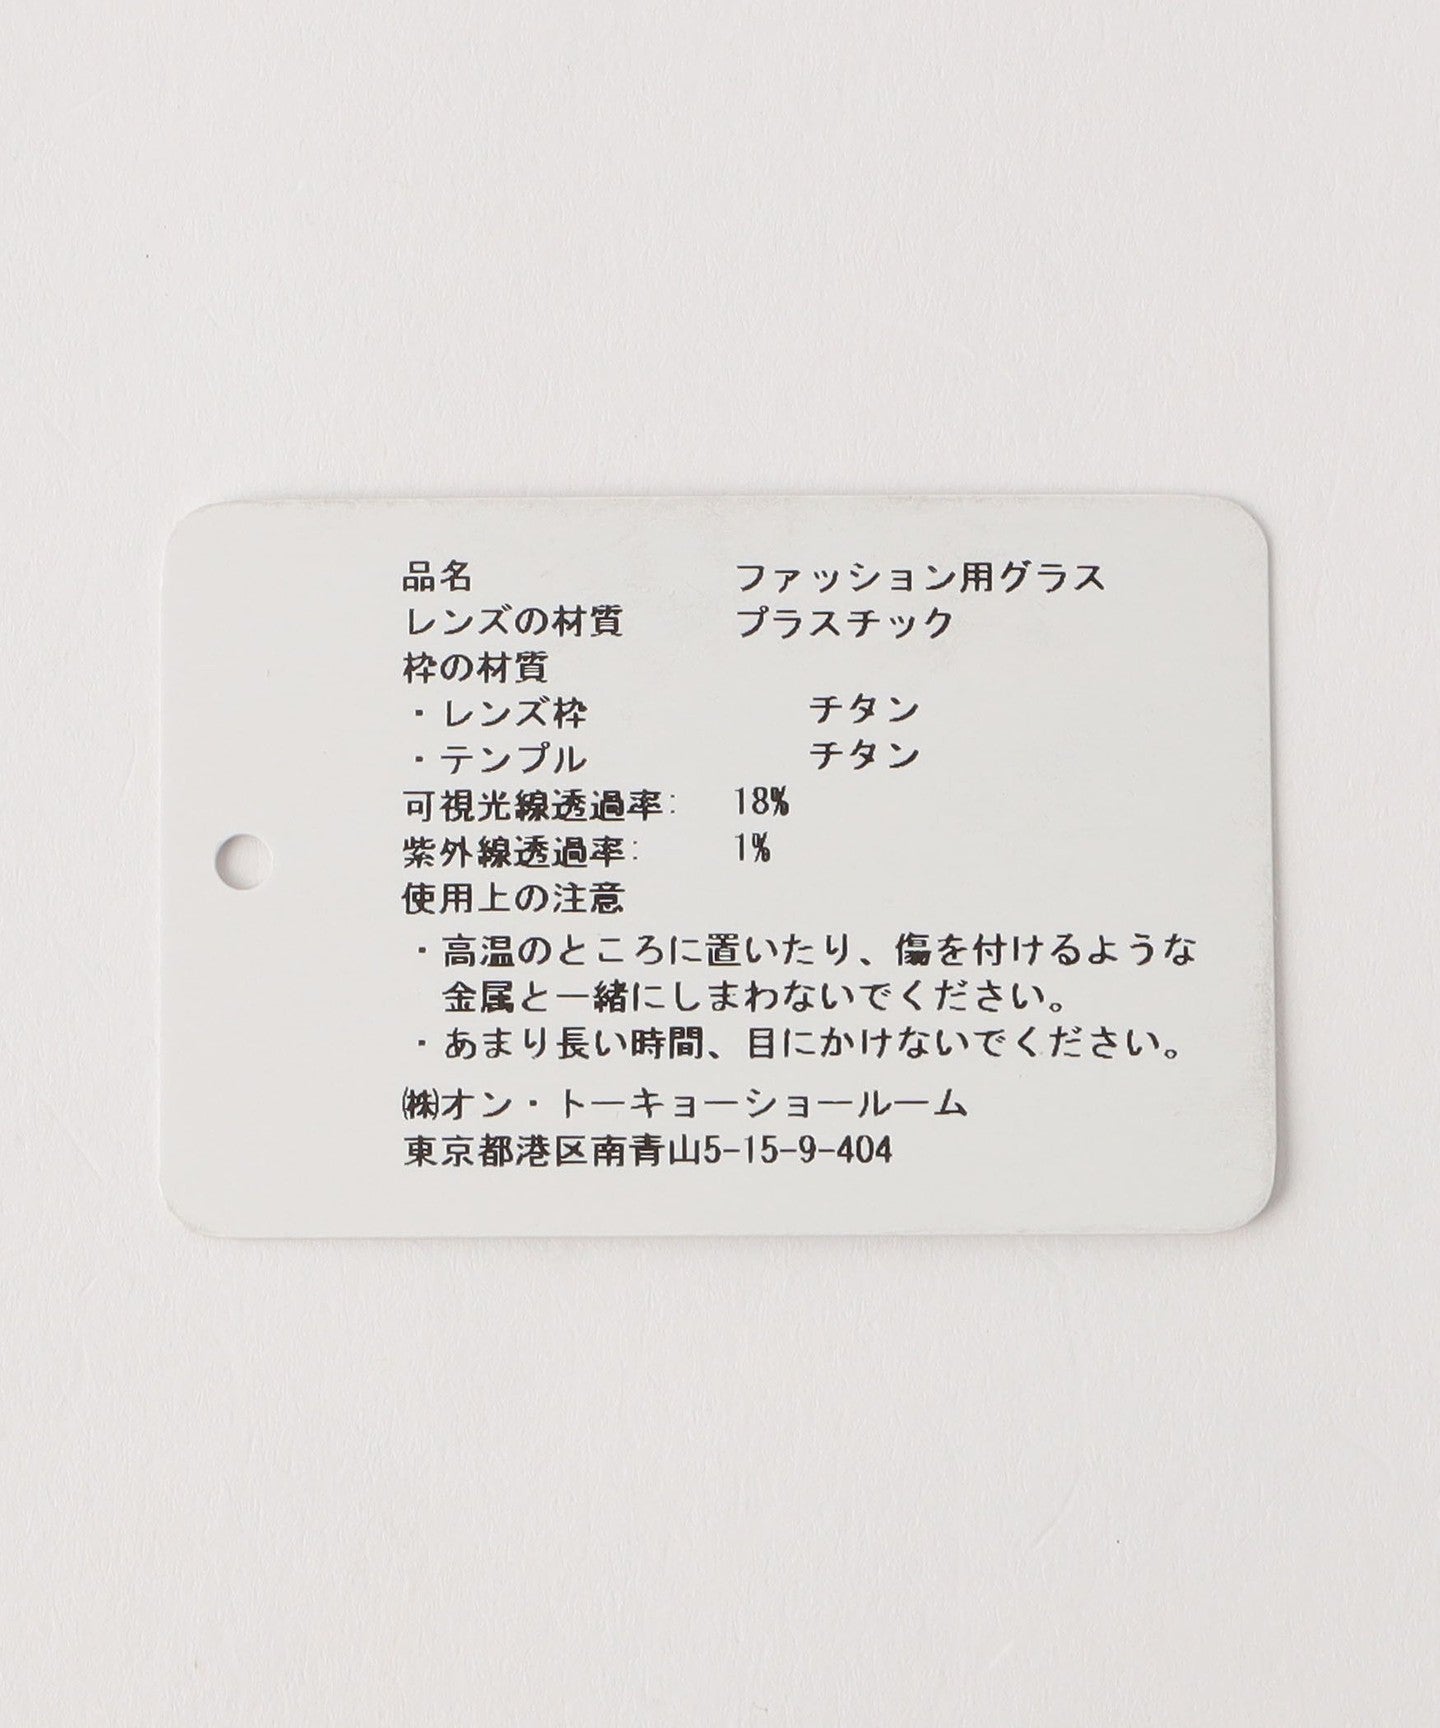 品名 ファッション用グラス
レンズの材質 プラスチック
枠の材質
・レンズ枠 チタン
・テンプル チタン
可視光線透過率: 18%
紫外線透過率: 1%
使用上の注意
・高温のところに置いたり、傷を付けるような
金属と一緒にしまわないでください。
・あまり長い時間、目にかけないでください。
㈱オン・トーキョーショールーム
東京都港区南青山5-15-9-404